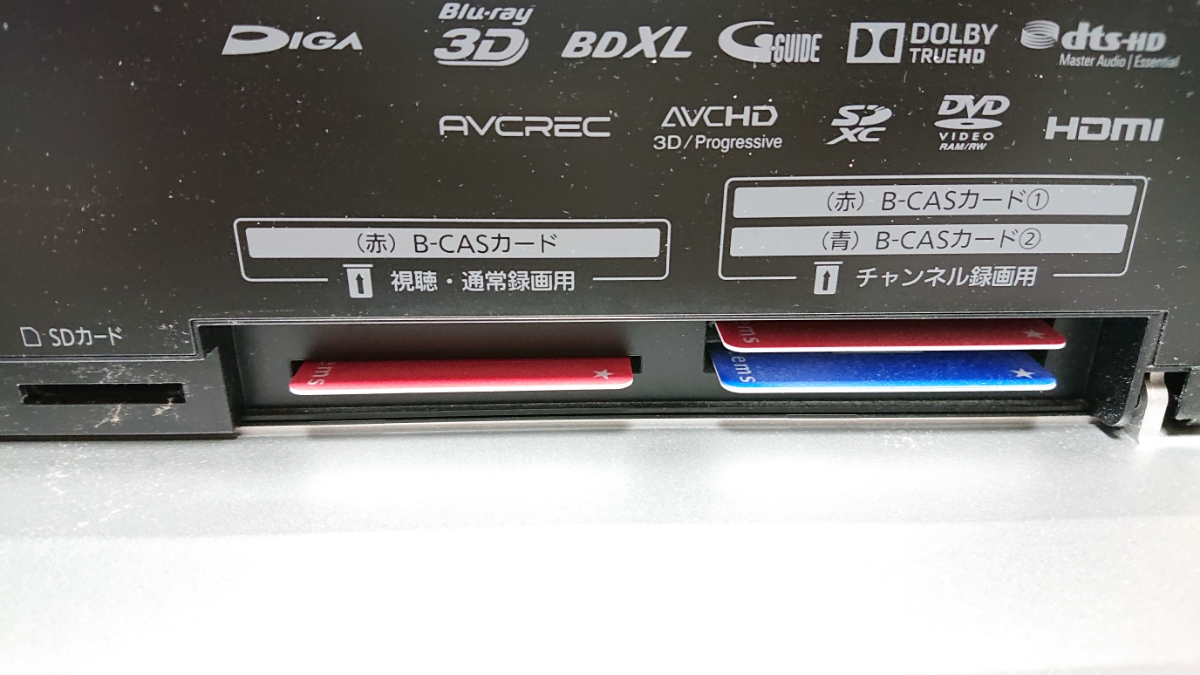 DIGA
Blu-ray
3D
BDXL
G-GUIDE
DOLBY
TRUEHD
dts-HD
Master Audio | Essential
AVCREC
AVCHD
3D/Progressive
SD
XC
DVD
VIDEO
RAM/RW
HDMI
(赤) B-CASカード
視聴・通常録画用
(赤) B-CASカード①
(青) B-CASカード②
チャンネル録画用
SDカード
ems
ems
ems